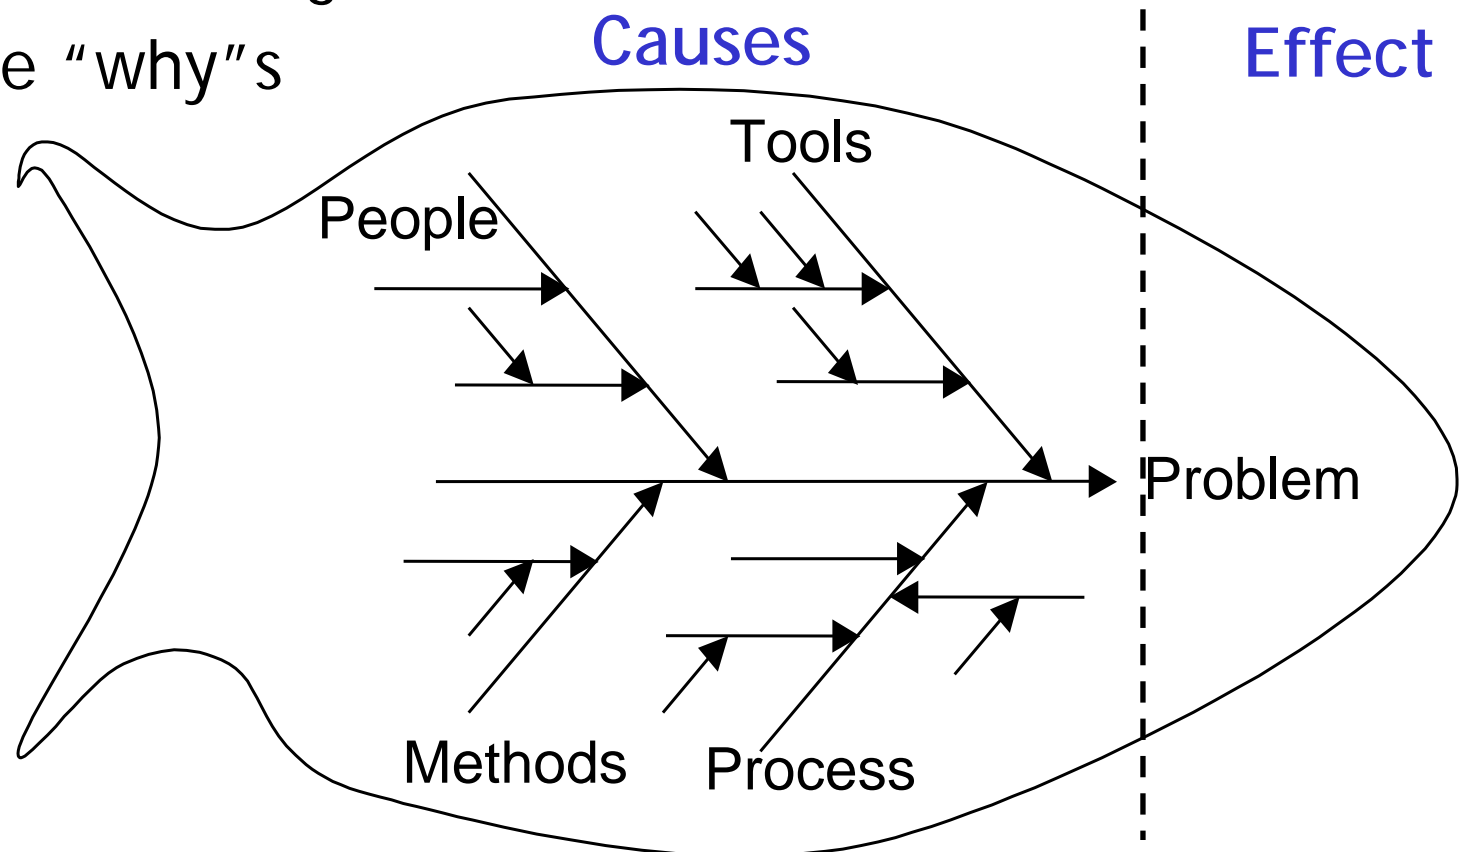 e “why”s
Causes
Effect
Tools
People
Problem
Methods
Process